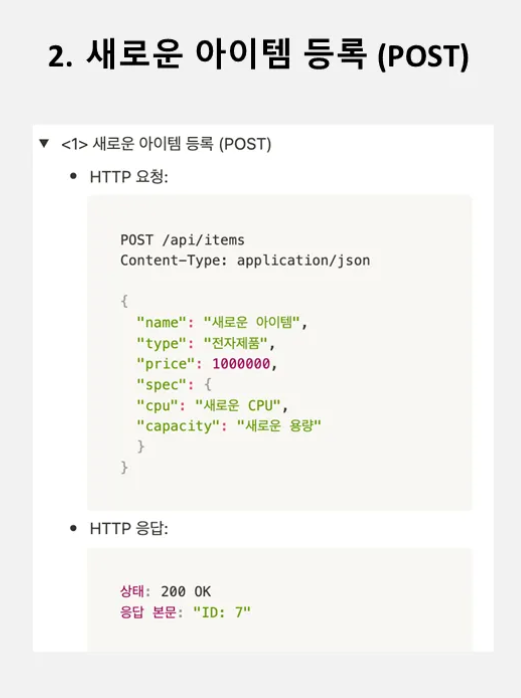 2. 새로운 아이템 등록 (POST)
▼ <1> 새로운 아이템 등록 (POST)
• HTTP 요청:
POST /api/items
Content-Type: application/json
{
"name": "새로운 아이템",
"type": "전자제품",
"price": 1000000,
"spec": {
"cpu": "새로운 CPU",
"capacity": "새로운 용량"
}
}
• HTTP 응답:
상태: 200 OK
응답 본문: "ID: 7"